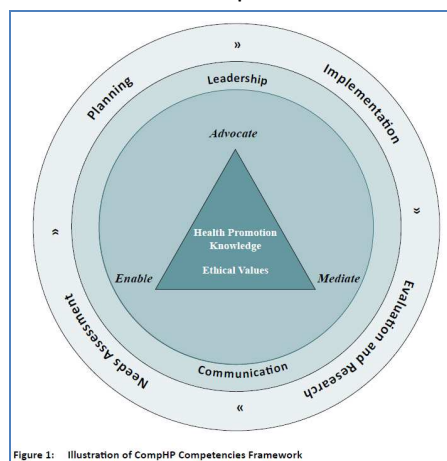 »
Planning
Implementation
Leadership
Advocate
Health Promotion
Knowledge
Ethical Values
»
»
Enable
Mediate
Needs Assessment
Evaluation and Research
Communication
»
Figure 1: Illustration of CompHP Competencies Framework